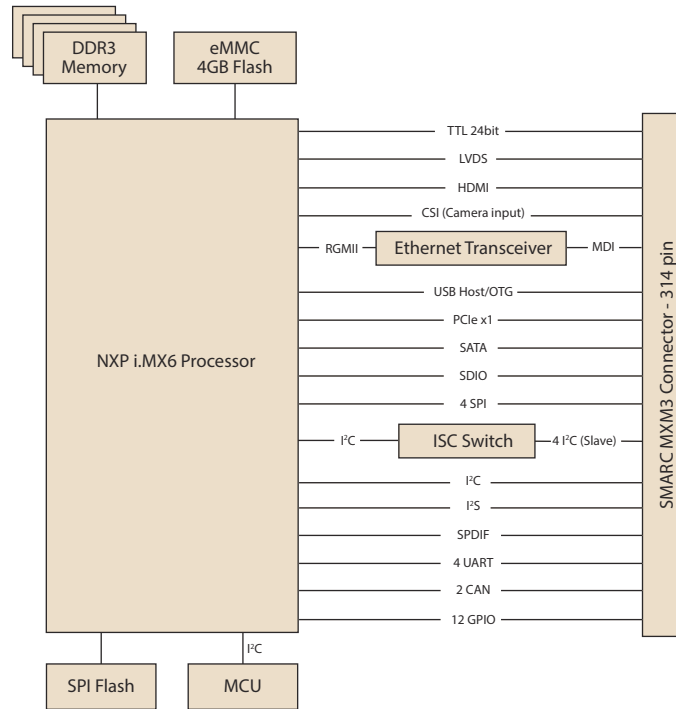 DDR3
Memory
eMMC
4GB Flash
TTL 24bit
LVDS
HDMI
CSI (Camera input)
RGMII
Ethernet Transceiver
MDI
USB Host/OTG
PCIe x1
SATA
SDIO
4 SPI
I²C
ISC Switch
4 I²C (Slave)
I²C
I²S
SPDIF
4 UART
2 CAN
12 GPIO
NXP i.MX6 Processor
SMARC MXM3 Connector - 314 pin
I²C
SPI Flash
MCU